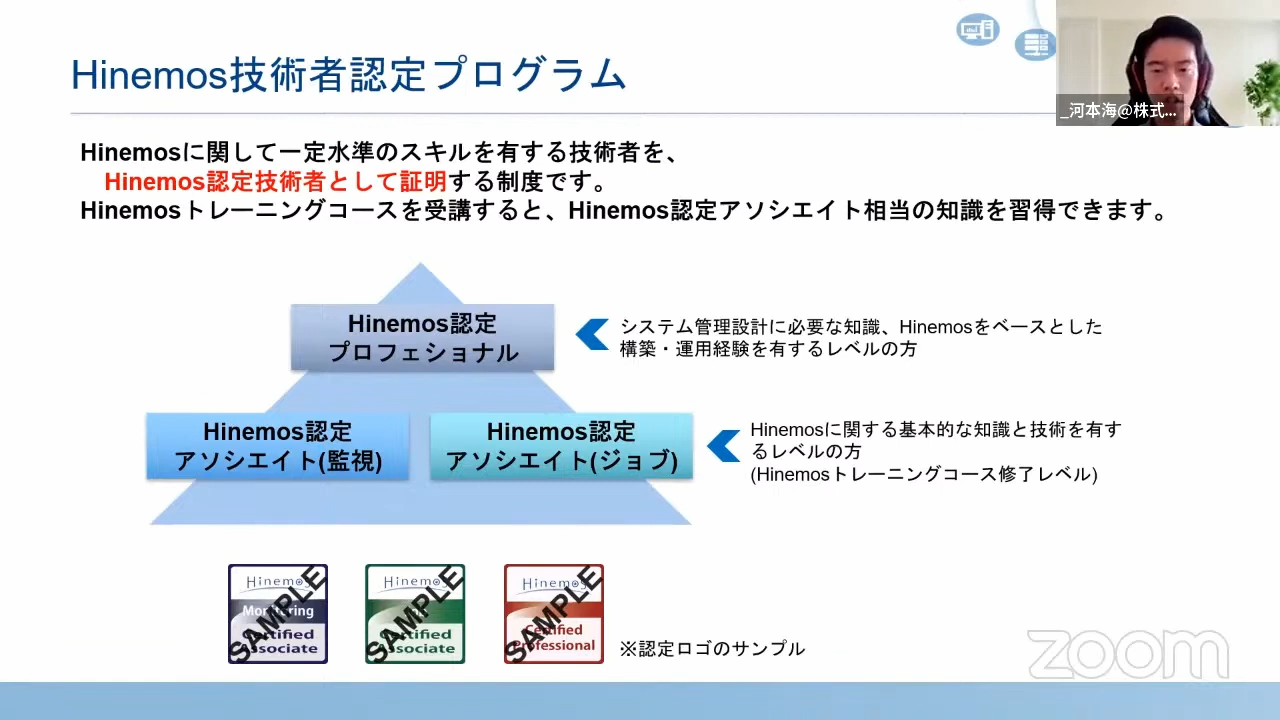 Hinemos技術者認定プログラム
_河本海@株式...
Hinemosに関して一定水準のスキルを有する技術者を、
Hinemos認定技術者として証明する制度です。
Hinemosトレーニングコースを受講すると、Hinemos認定アソシエイト相当の知識を習得できます。
Hinemos認定
プロフェショナル
システム管理設計に必要な知識、Hinemosをベースとした
構築・運用経験を有するレベルの方
Hinemos認定
アソシエイト(監視)
Hinemos認定
アソシエイト(ジョブ)
Hinemosに関する基本的な知識と技術を有す
るレベルの方
(Hinemosトレーニングコース修了レベル)
Hinemos
Monitoring
Certified
Associate
SAMPLE
Hinemos
Certified
Associate
SAMPLE
Hinemos
Certified
Professional
SAMPLE
※認定ロゴのサンプル
zoom